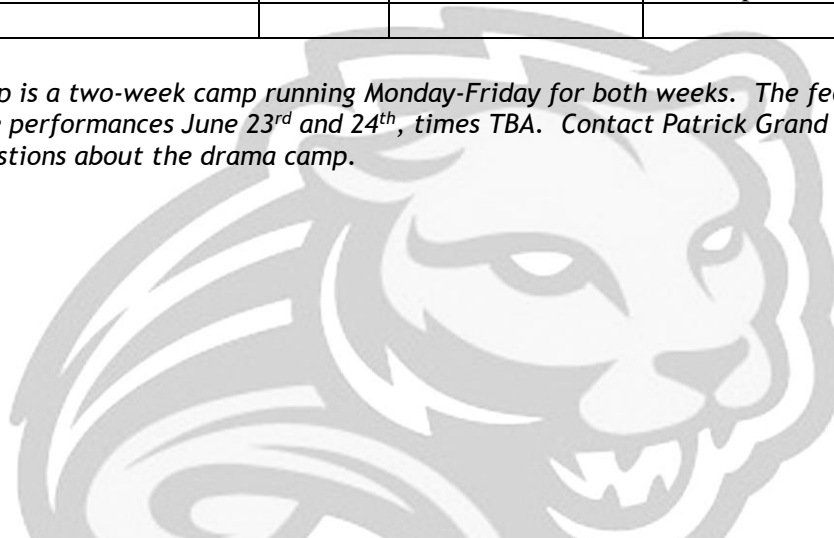 p is a two-week camp running Monday-Friday for both weeks. The fe
performances June 23rd and 24th, times TBA. Contact Patrick Grand
stions about the drama camp.